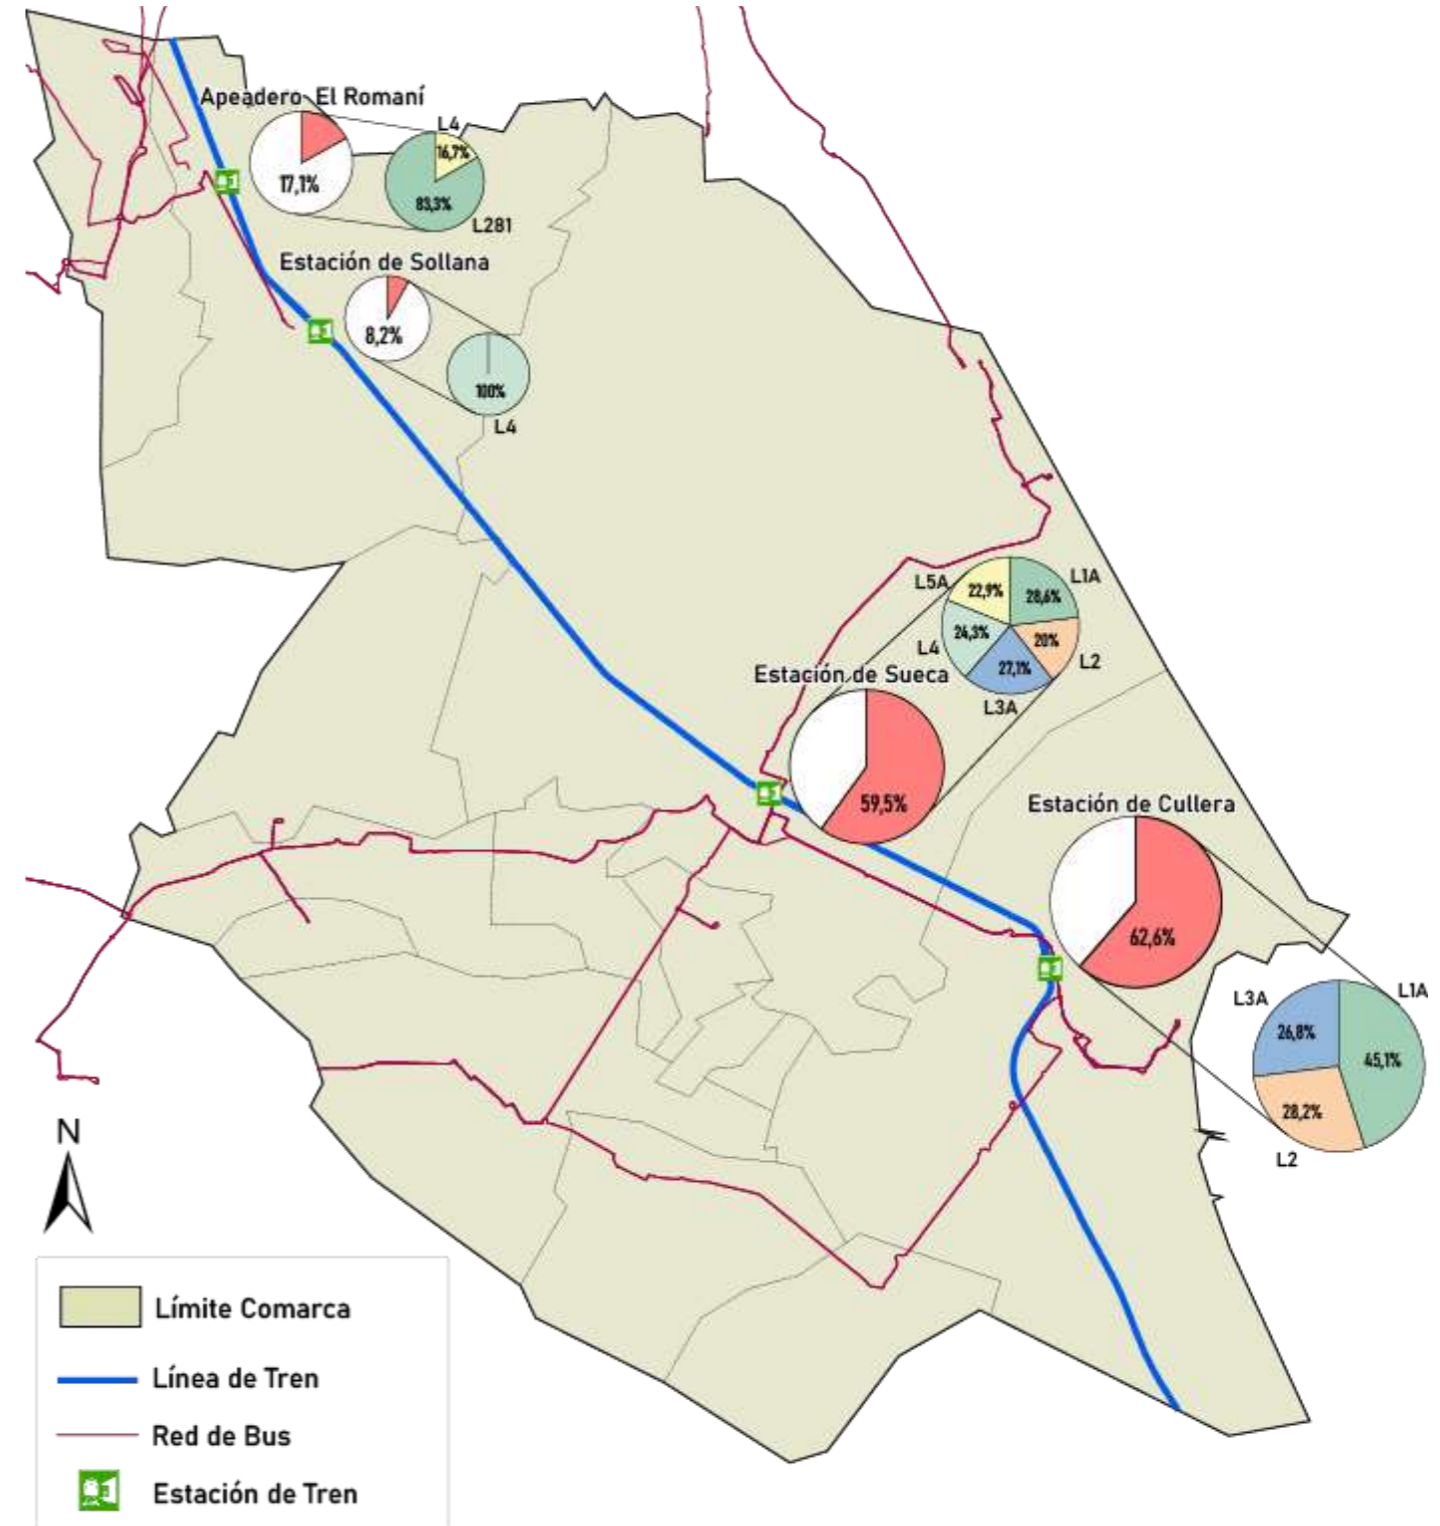 Apeadero El Romaní
L4
16,7%
17,1%
83,3%
L281
Estación de Sollana
8,2%
100%
L4
L5A
L1A
22,9%
28,6%
24,3%
20%
L4
L2
27,1%
L3A
Estación de Sueca
59,5%
Estación de Cullera
62,6%
L3A
L1A
26,8%
45,1%
28,2%
L2
N
Límite Comarca
Línea de Tren
Red de Bus
Estación de Tren